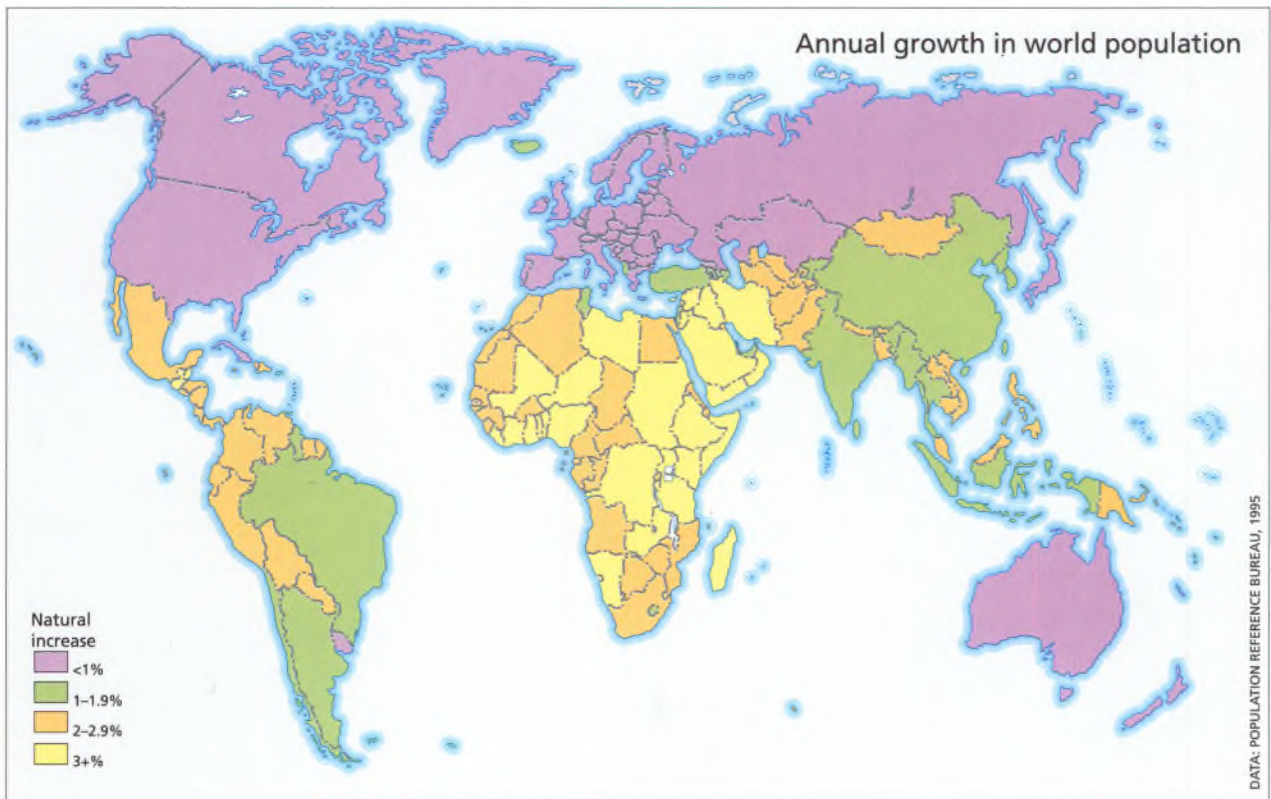 Annual growth in world population
Natural
increase
<1%
1–1.9%
2–2.9%
3+%
DATA: POPULATION REFERENCE BUREAU, 1995